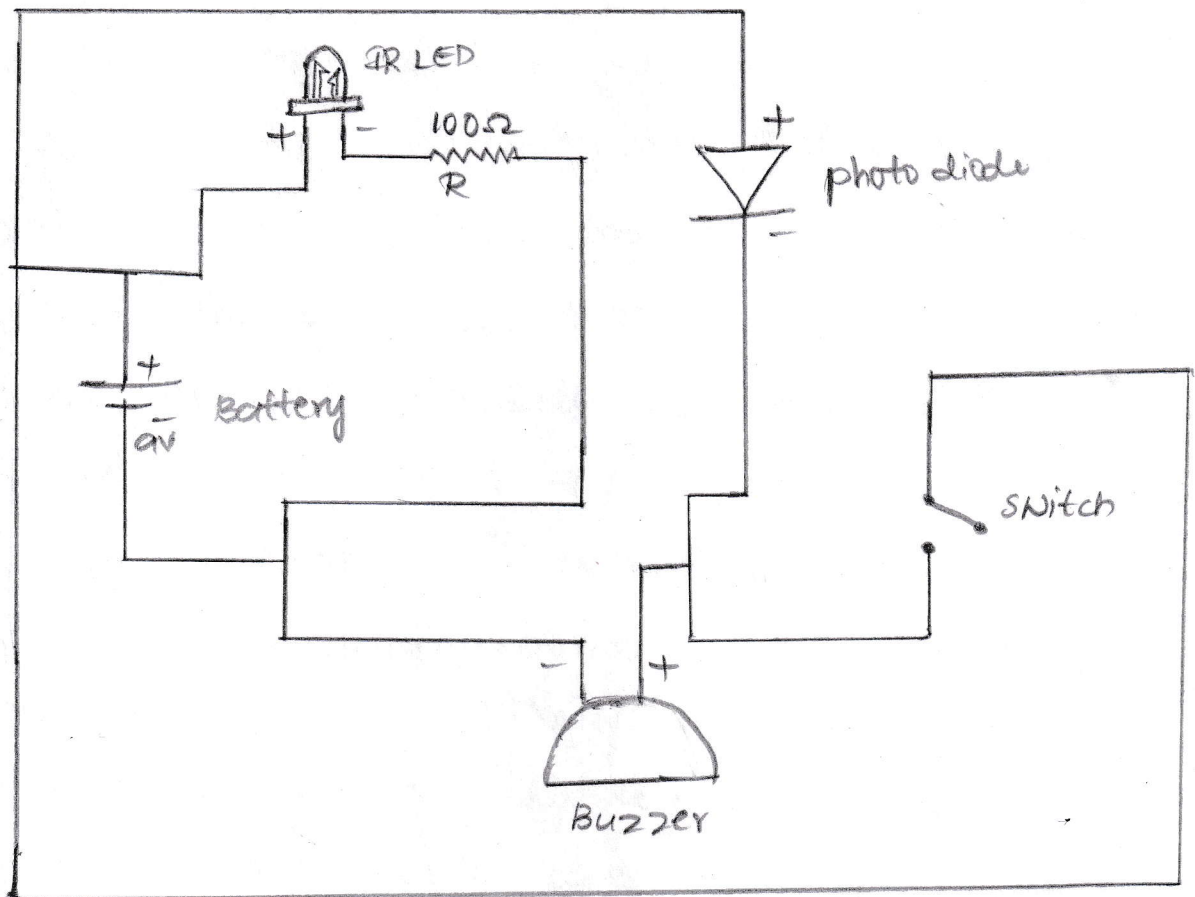 IR LED
+
-
100Ω
R
+
photo diode
-
+
Battery
-
9v
Switch
-
+
Buzzer